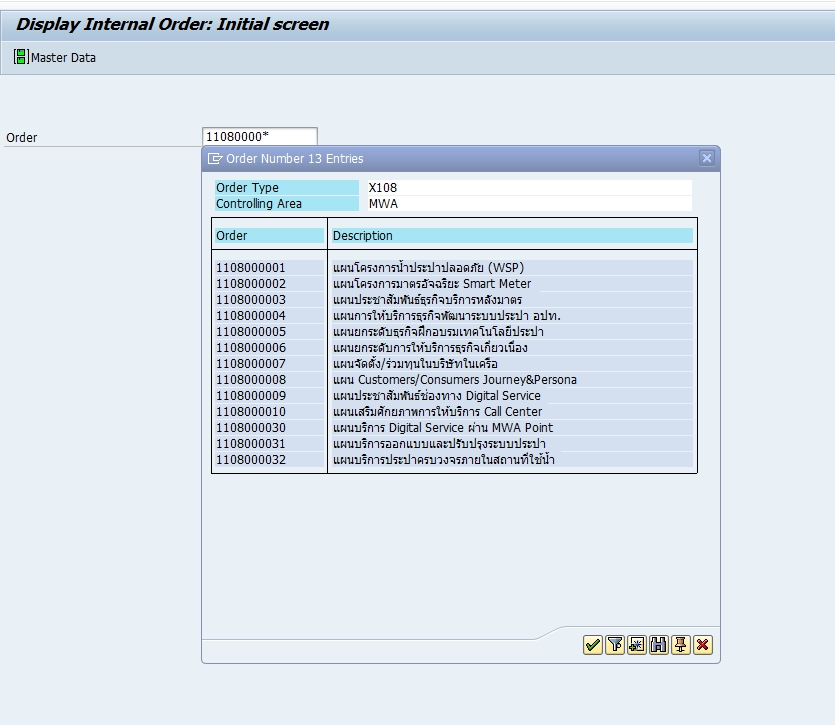 Display Internal Order: Initial screen
Master Data
Order 11080000*
Order Number 13 Entries
Order Type X108
Controlling Area MWA
Order Description
1108000001 แผนโครงการน้ำประปาปลอดภัย (WSP)
1108000002 แผนโครงการมาตรอัจฉริยะ Smart Meter
1108000003 แผนประชาสัมพันธ์ธุรกิจบริการหลังมาตร
1108000004 แผนการให้บริการธุรกิจพัฒนาระบบประปา อปท.
1108000005 แผนยกระดับธุรกิจฝึกอบรมเทคโนโลยีประปา
1108000006 แผนยกระดับการให้บริการธุรกิจเกี่ยวเนื่อง
1108000007 แผนจัดตั้ง/ร่วมทุนในบริษัทในเครือ
1108000008 แผน Customers/Consumers Journey&Persona
1108000009 แผนประชาสัมพันธ์ช่องทาง Digital Service
1108000010 แผนเสริมศักยภาพการให้บริการ Call Center
1108000030 แผนบริการ Digital Service ผ่าน MWA Point
1108000031 แผนบริการออกแบบและปรับปรุงระบบประปา
1108000032 แผนบริการประปาครบวงจรภายในสถานที่ใช้น้ำ